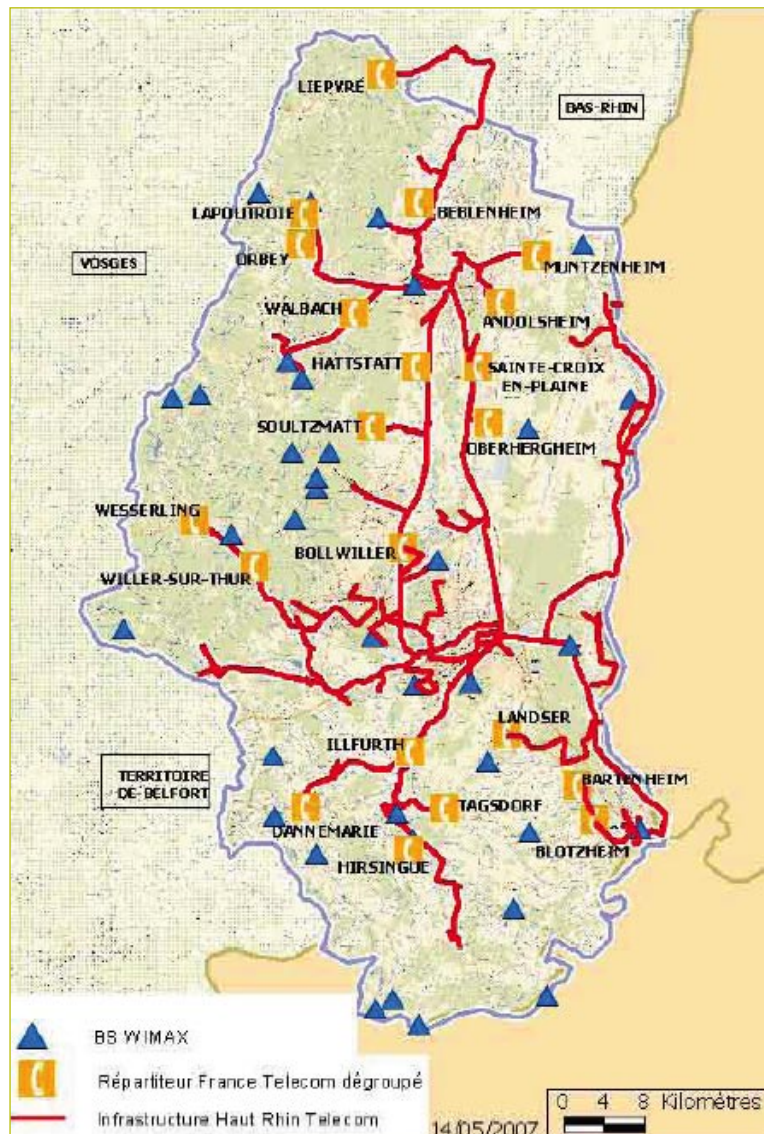 LIEPVRÉ
BAS-RHIN
LAPOUTROIE
BEBLENHEIM
ORBEY
MUNTZENHEIM
VOSGES
WALBACH
ANDOLSHEIM
HATTSTATT
SAINTE-CROIX
EN-PLAINE
SOULTZMATT
OBERHERGHEIM
WESSERLING
BOLLWILLER
WILLER-SUR-THUR
LANDSER
ILLFURTH
TERRITOIRE
DE-BELFORT
BARTENHEIM
TAGSDORF
DANNEMARIE
BLOTZHEIM
HIRSINGUE
BS WIMAX
Répartiteur France Telecom dégroupé
Infrastructure Haut Rhin Telecom
14/05/2007
0 4 8 Kilomètres